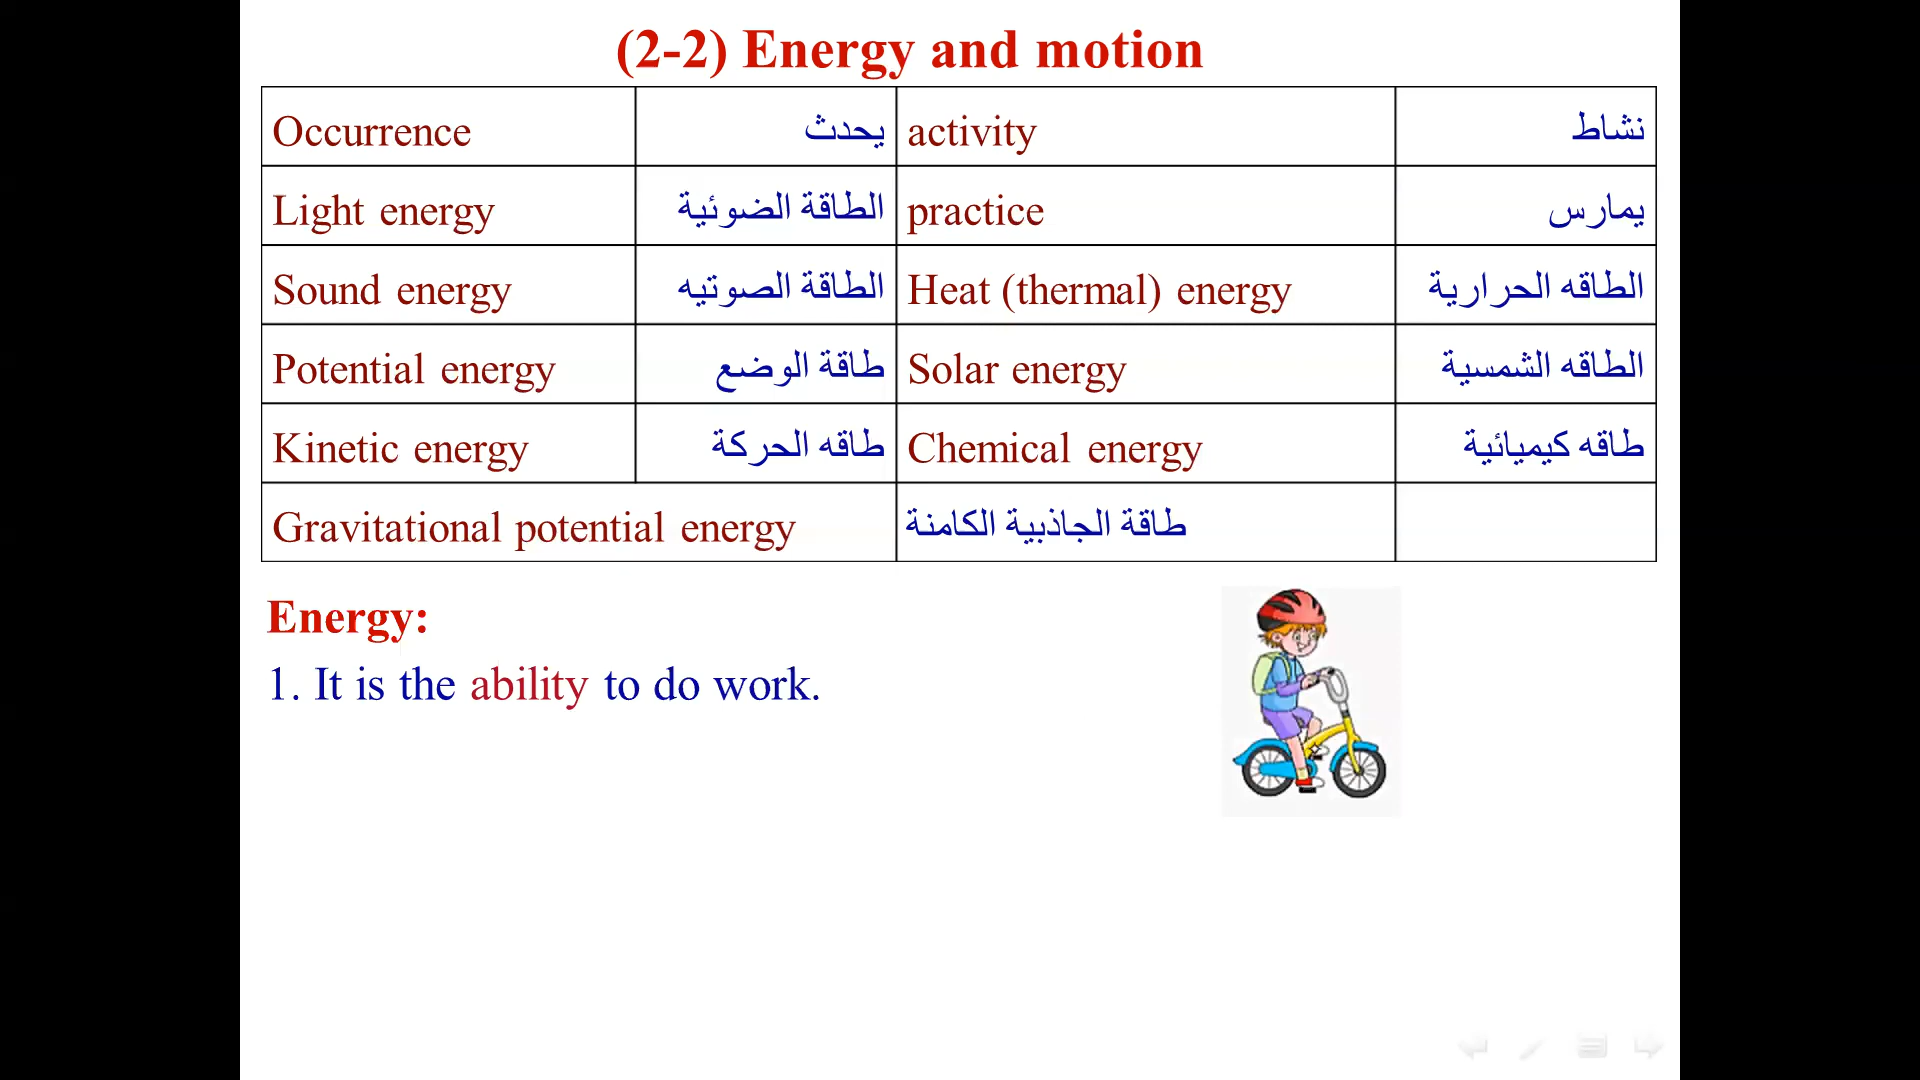 (2-2) Energy and motion
Occurrence يحدث activity نشاط
Light energy الطاقة الضوئية practice يمارس
Sound energy الطاقة الصوتيه Heat (thermal) energy الطاقه الحرارية
Potential energy طاقة الوضع Solar energy الطاقه الشمسية
Kinetic energy طاقه الحركة Chemical energy طاقه كيميائية
Gravitational potential energy طاقة الجاذبية الكامنة
Energy:
1. It is the ability to do work.